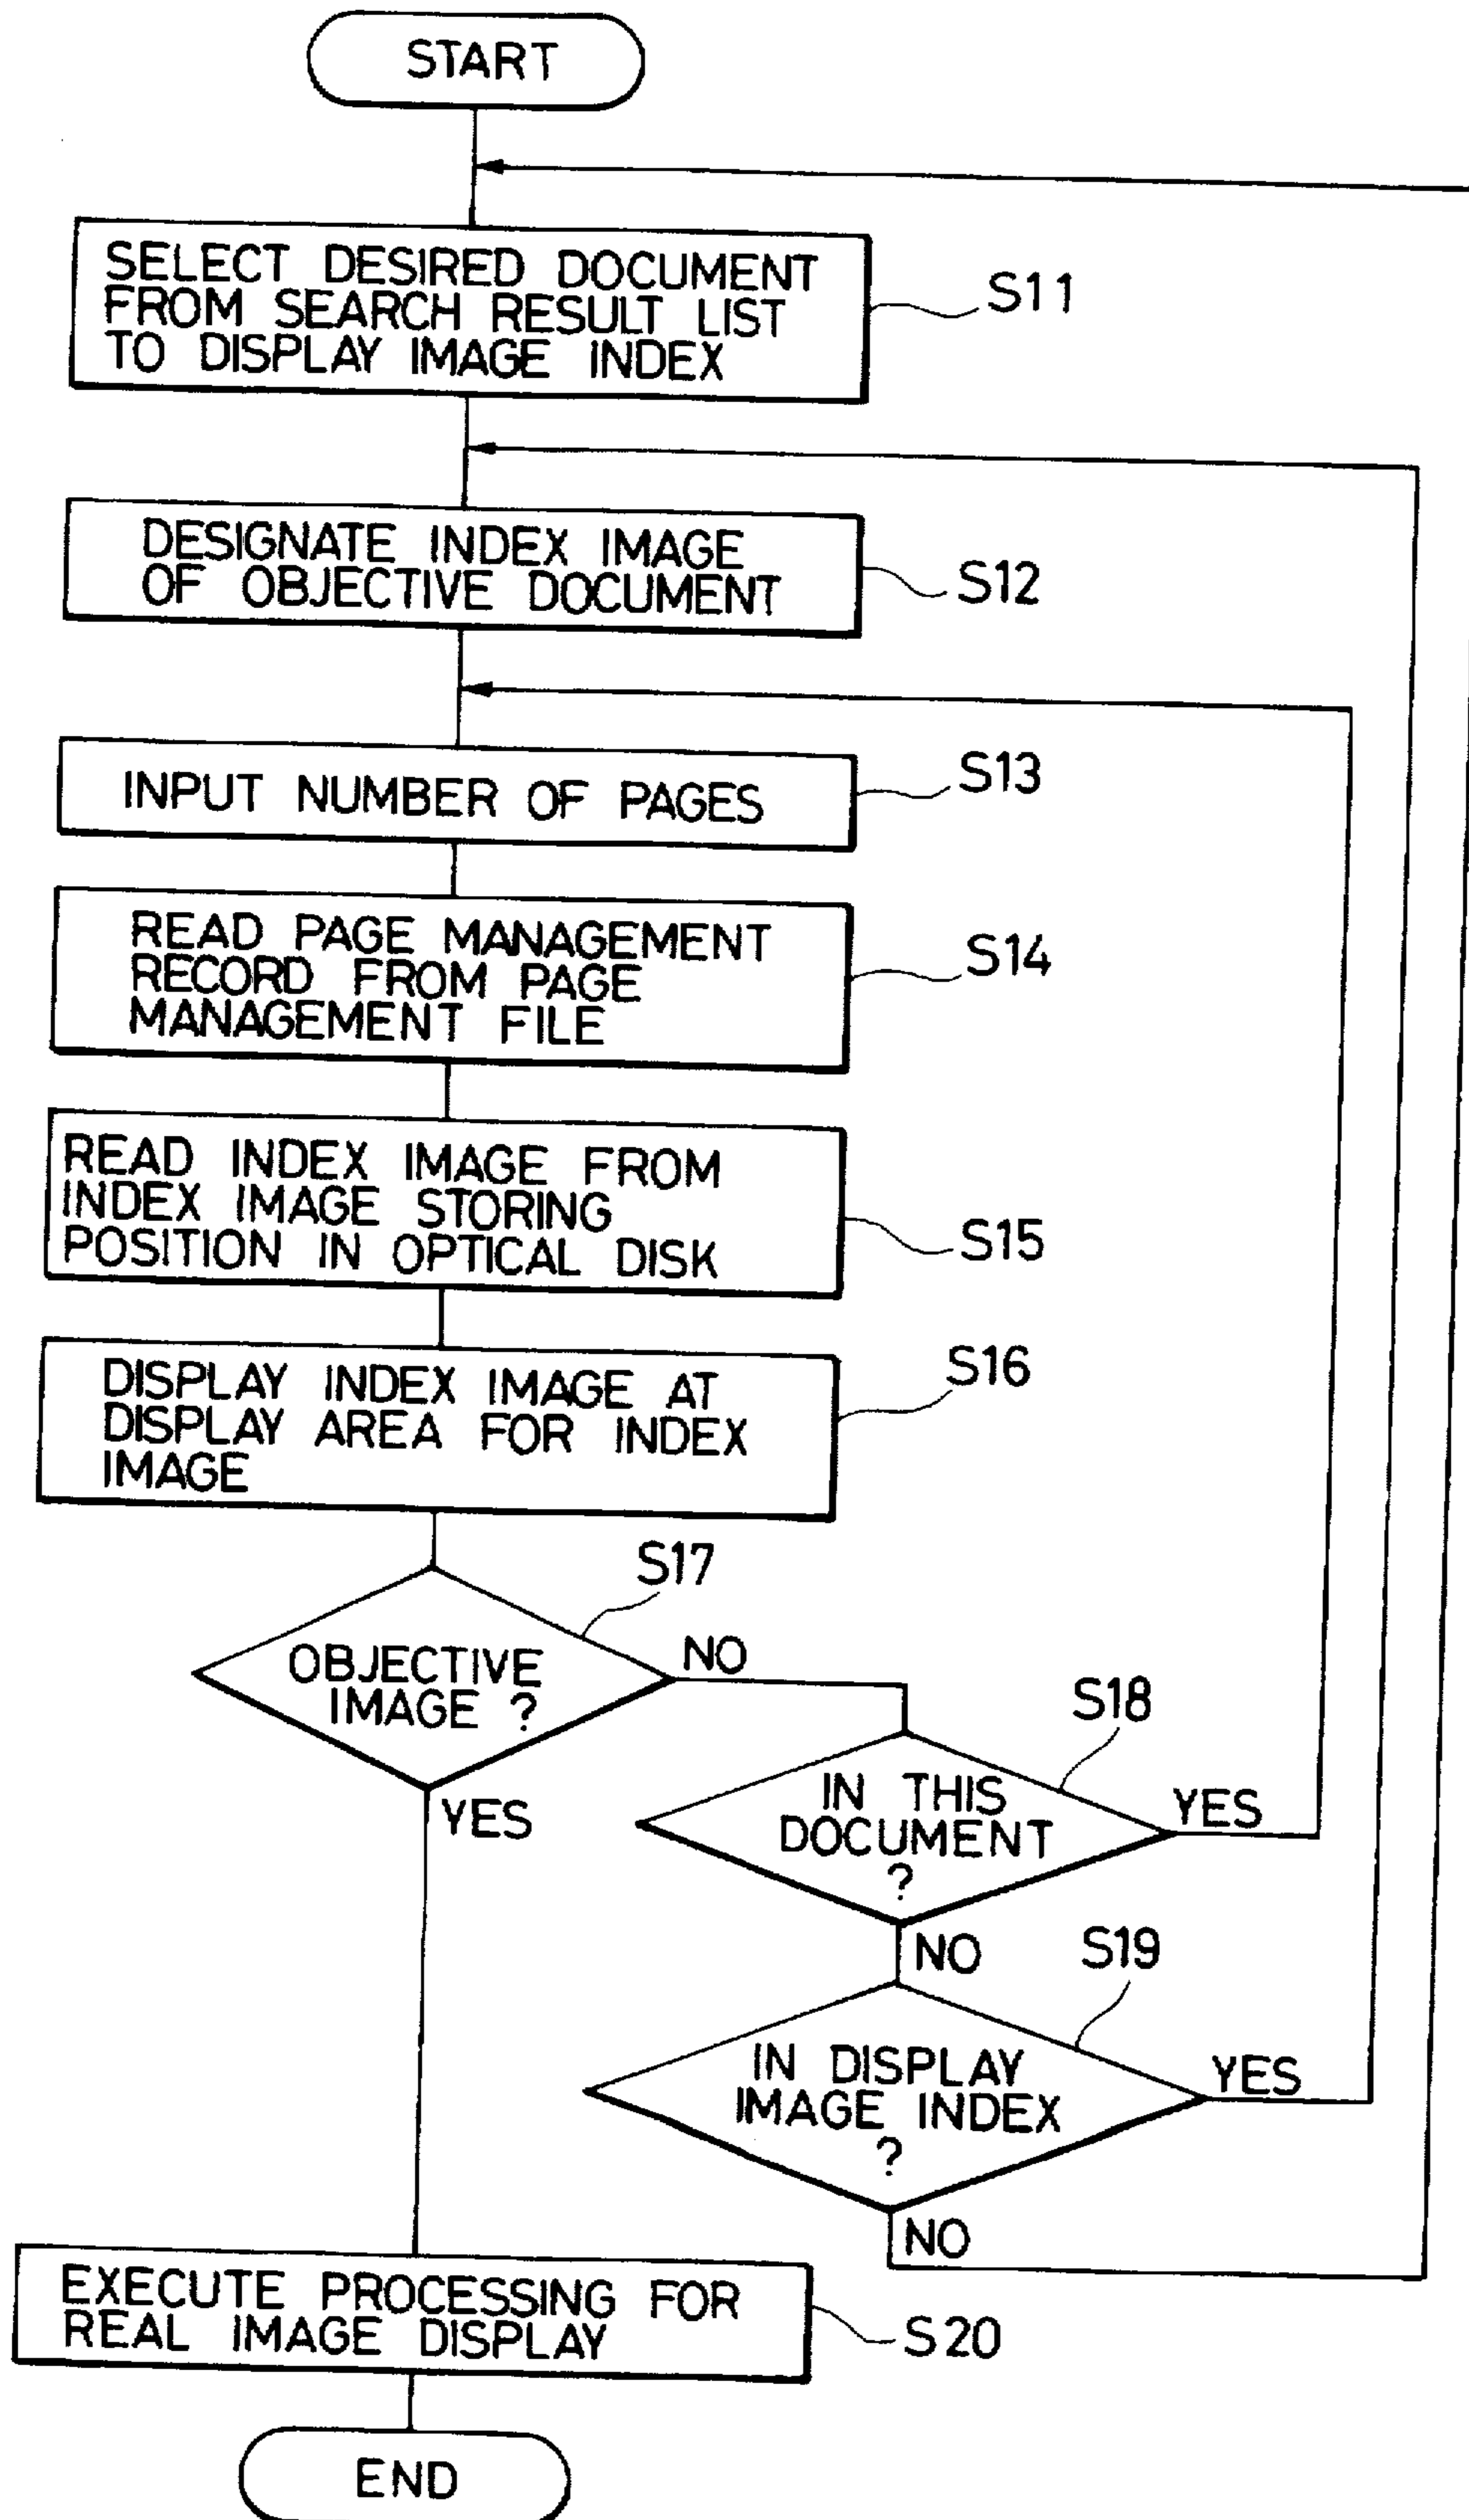 START
SELECT DESIRED DOCUMENT
FROM SEARCH RESULT LIST
TO DISPLAY IMAGE INDEX
S11
DESIGNATE INDEX IMAGE
OF OBJECTIVE DOCUMENT
S12
INPUT NUMBER OF PAGES
S13
READ PAGE MANAGEMENT
RECORD FROM PAGE
MANAGEMENT FILE
S14
READ INDEX IMAGE FROM
INDEX IMAGE STORING
POSITION IN OPTICAL DISK
S15
DISPLAY INDEX IMAGE AT
DISPLAY AREA FOR INDEX
IMAGE
S16
S17
OBJECTIVE
IMAGE ?
NO
YES
S18
IN THIS
DOCUMENT
?
YES
NO
S19
IN DISPLAY
IMAGE INDEX
?
YES
NO
EXECUTE PROCESSING FOR
REAL IMAGE DISPLAY
S20
END